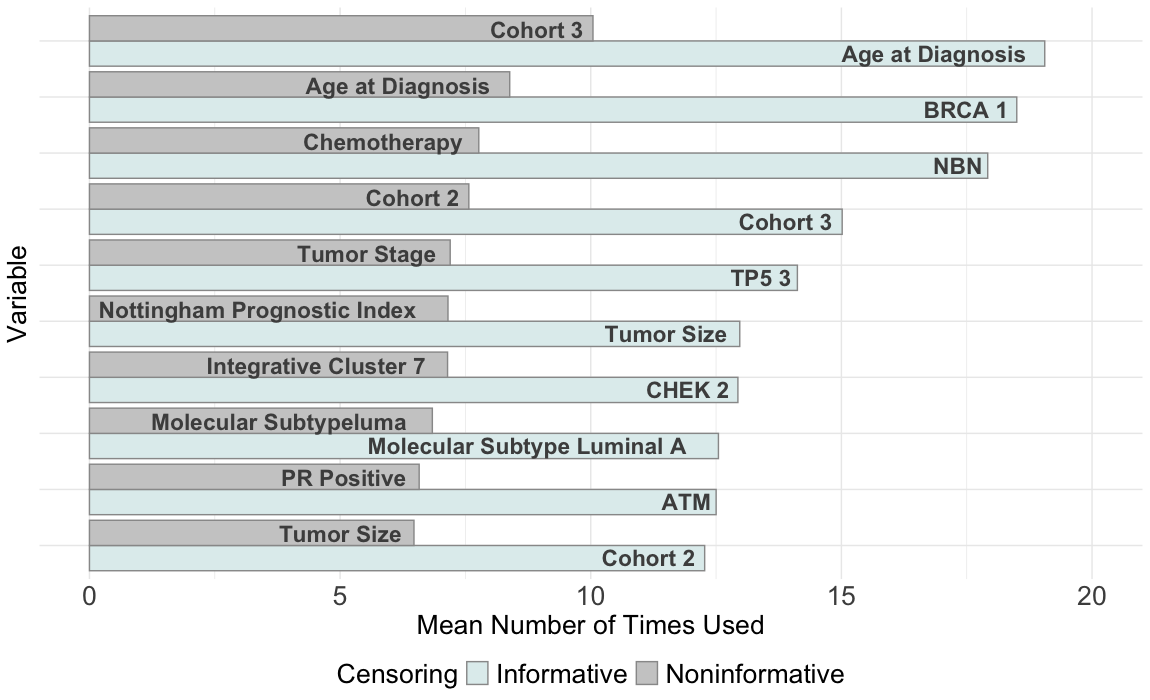 Cohort 3
Age at Diagnosis
Age at Diagnosis
BRCA 1
Chemotherapy
NBN
Cohort 2
Cohort 3
Tumor Stage
TP5 3
Nottingham Prognostic Index
Tumor Size
Integrative Cluster 7
CHEK 2
Molecular Subtypeluma
Molecular Subtype Luminal A
PR Positive
ATM
Tumor Size
Cohort 2
Variable
0 5 10 15 20
Mean Number of Times Used
Censoring Informative Noninformative